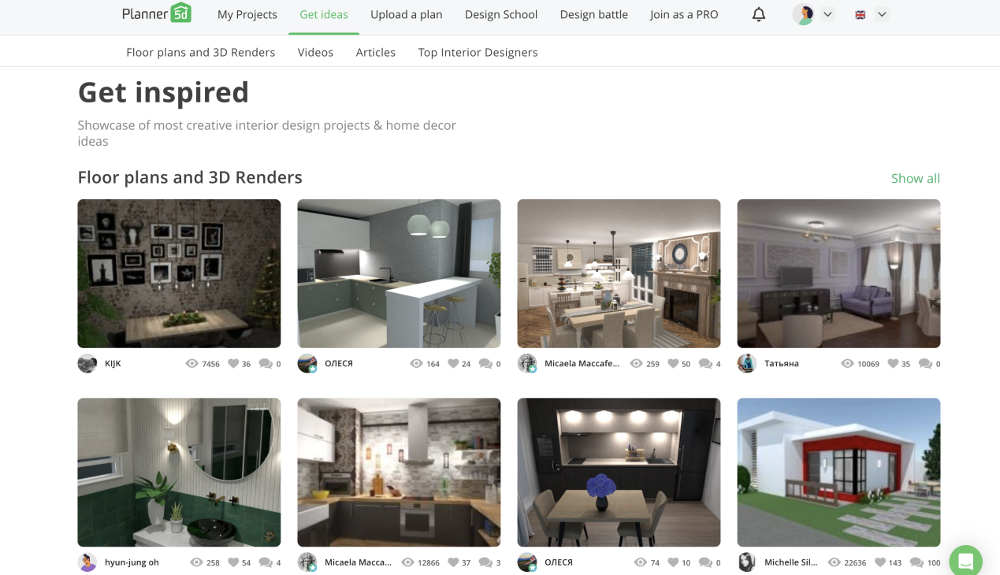 Planner 5d My Projects Get ideas Upload a plan Design School Design battle Join as a PRO
Floor plans and 3D Renders Videos Articles Top Interior Designers
Get inspired
Showcase of most creative interior design projects & home decor
ideas
Floor plans and 3D Renders Show all
KIJK 7456 36 0
ОЛЕСЯ 164 24 0
Micaela Maccafe... 259 50 4
Татьяна 10069 35 0
hyun-jung oh 258 54 4
Micaela Macca... 12866 37 3
ОЛЕСЯ 74 10 0
Michelle Sil... 22636 143 100